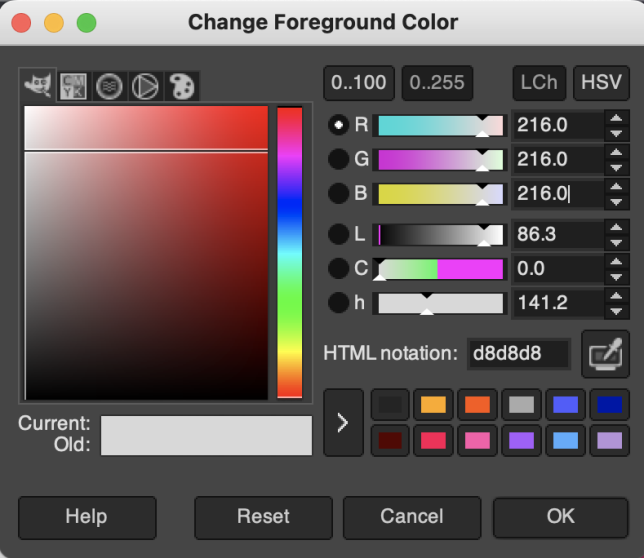 Change Foreground Color
CMYK
0..100 0..255 LCh HSV
R 216.0
G 216.0
B 216.0
L 86.3
C 0.0
h 141.2
HTML notation: d8d8d8
Current:
Old:
>
Help Reset Cancel OK